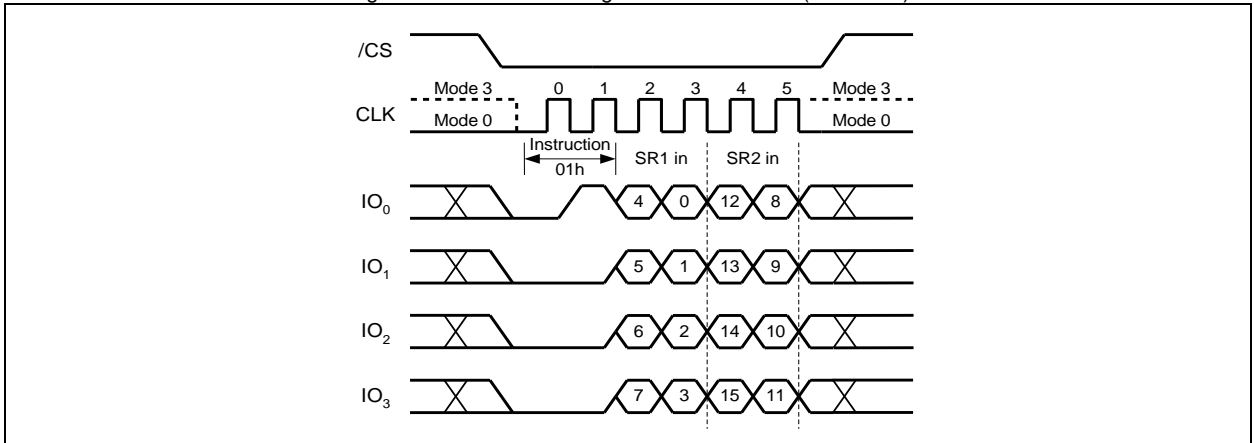 /CS
Mode 3 0 1 2 3 4 5 Mode 3
CLK
Mode 0 Mode 0
Instruction
01h
SR1 in SR2 in
IO0 4 0 12 8
IO1 5 1 13 9
IO2 6 2 14 10
IO3 7 3 15 11